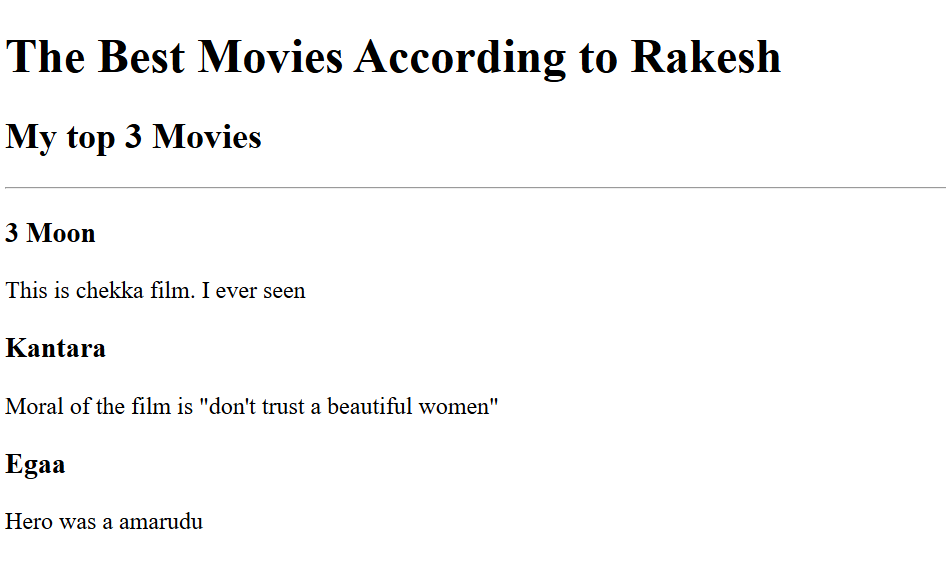 The Best Movies According to Rakesh
My top 3 Movies
3 Moon
This is chekka film. I ever seen
Kantara
Moral of the film is "don't trust a beautiful women"
Egaa
Hero was a amarudu